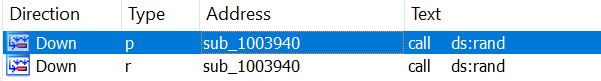 Direction Type Address Text
Down p sub_1003940 call ds:rand
Down r sub_1003940 call ds:rand